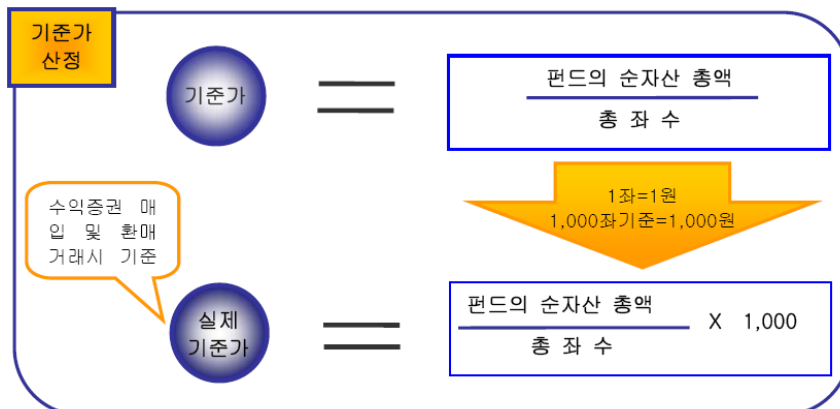 기준가
산정
기준가
펀드의 순자산 총액
총 좌 수
1좌=1원
1,000좌기준=1,000원
수익증권 매
입 및 환매
거래시 기준
실제
기준가
펀드의 순자산 총액
총 좌 수
X 1,000